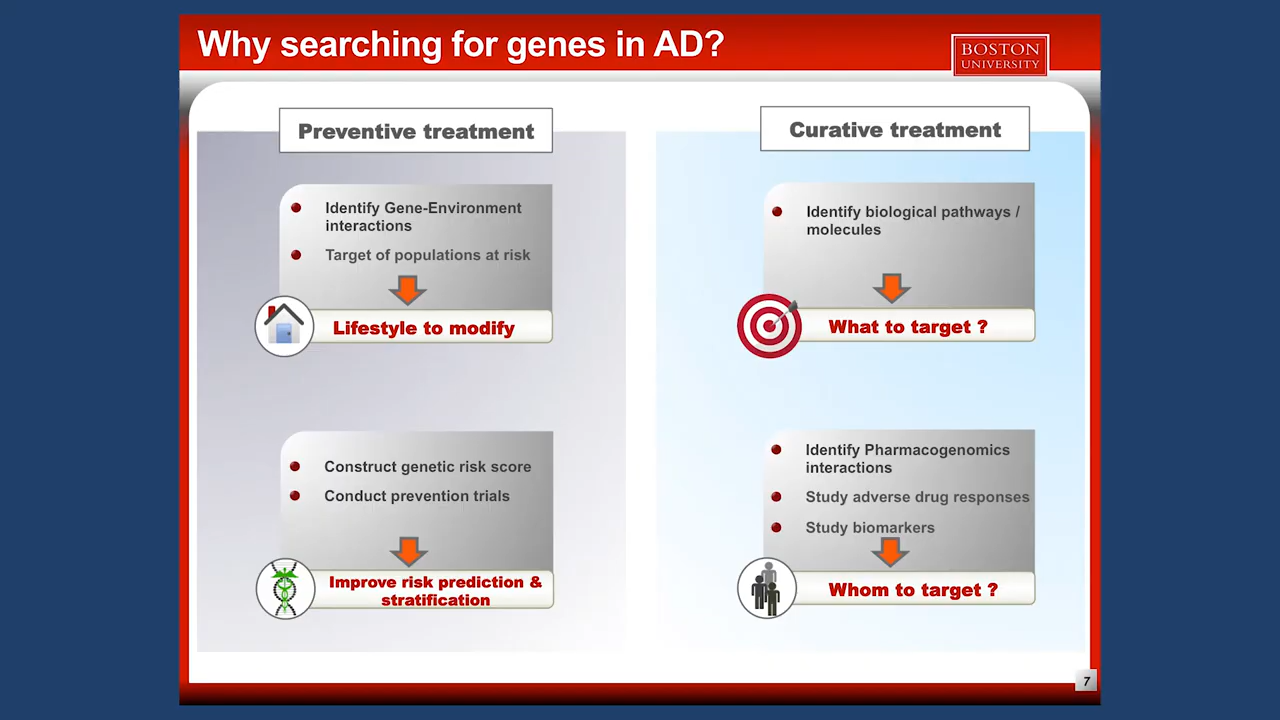 Why searching for genes in AD?
BOSTON
UNIVERSITY
Preventive treatment
Identify Gene-Environment
interactions
Target of populations at risk
Lifestyle to modify
Construct genetic risk score
Conduct prevention trials
Improve risk prediction &
stratification
Curative treatment
Identify biological pathways /
molecules
What to target ?
Identify Pharmacogenomics
interactions
Study adverse drug responses
Study biomarkers
Whom to target ?
7